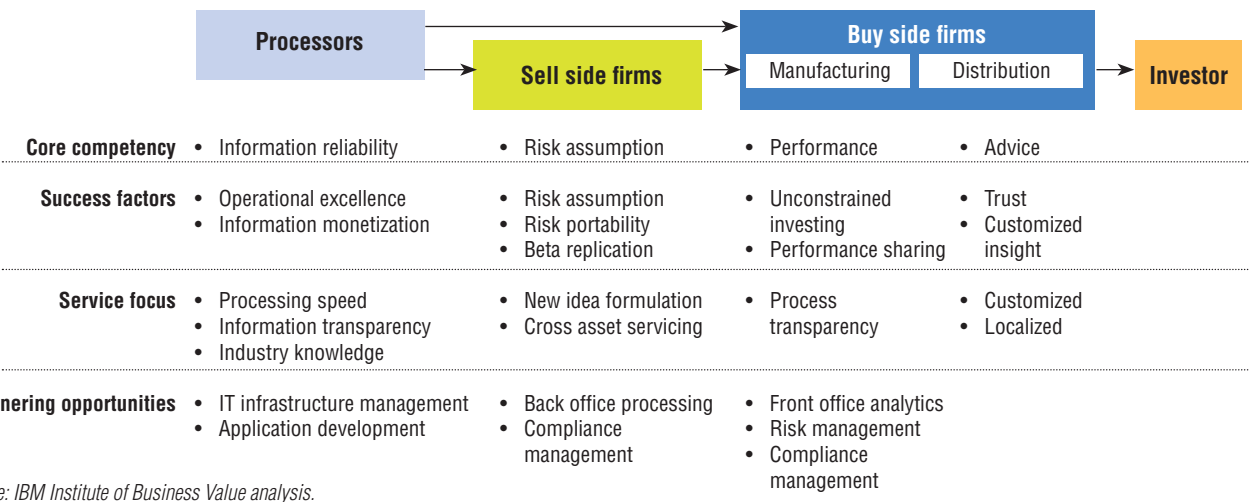 Processors
Buy side firms
Sell side firms
Manufacturing
Distribution
Investor
Core competency
• Information reliability
• Risk assumption
• Performance
• Advice
Success factors
• Operational excellence
• Information monetization
• Risk assumption
• Risk portability
• Beta replication
• Unconstrained
investing
• Performance sharing
• Trust
• Customized
insight
Service focus
• Processing speed
• Information transparency
• Industry knowledge
• New idea formulation
• Cross asset servicing
• Process
transparency
• Customized
• Localized
nering opportunities
• IT infrastructure management
• Application development
• Back office processing
• Compliance
management
• Front office analytics
• Risk management
• Compliance
management
e: IBM Institute of Business Value analysis.